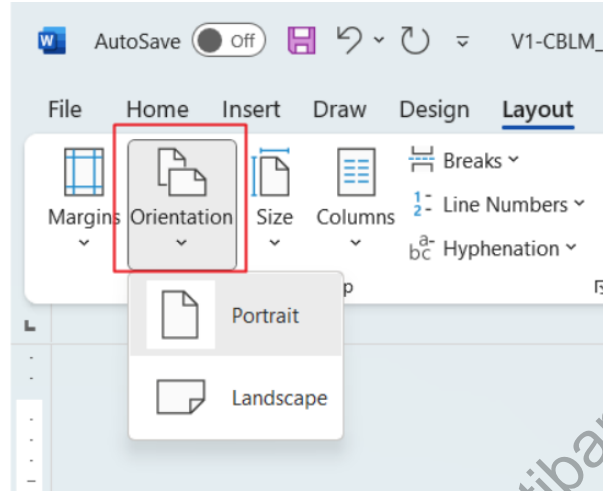 W AutoSave Off V1-CBLM_
File Home Insert Draw Design Layout
Margins Orientation Size Columns
Breaks
Line Numbers
Hyphenation
Portrait
Landscape